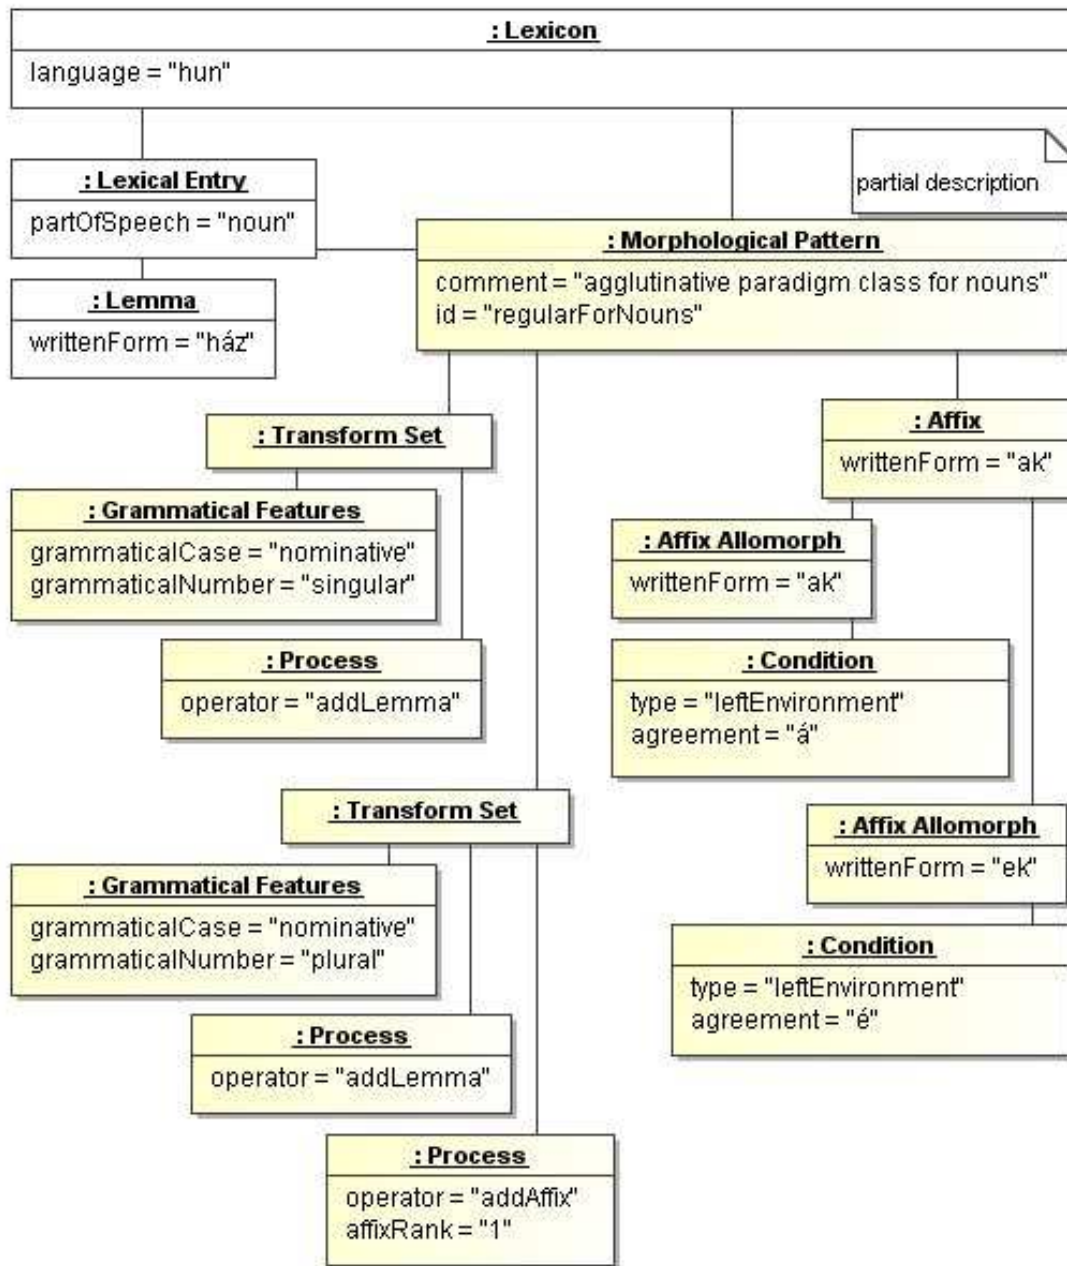 : Lexicon
language = "hun"
: Lexical Entry
partOfSpeech = "noun"
partial description
: Morphological Pattern
comment = "agglutinative paradigm class for nouns"
id = "regularForNouns"
: Lemma
writtenForm = "ház"
: Transform Set
: Grammatical Features
grammaticalCase = "nominative"
grammaticalNumber = "singular"
: Process
operator = "addLemma"
: Affix
writtenForm = "ak"
: Affix Allomorph
writtenForm = "ak"
: Condition
type = "leftEnvironment"
agreement = "á"
: Transform Set
: Grammatical Features
grammaticalCase = "nominative"
grammaticalNumber = "plural"
: Process
operator = "addLemma"
: Process
operator = "addAffix"
affixRank = "1"
: Affix Allomorph
writtenForm = "ek"
: Condition
type = "leftEnvironment"
agreement = "é"